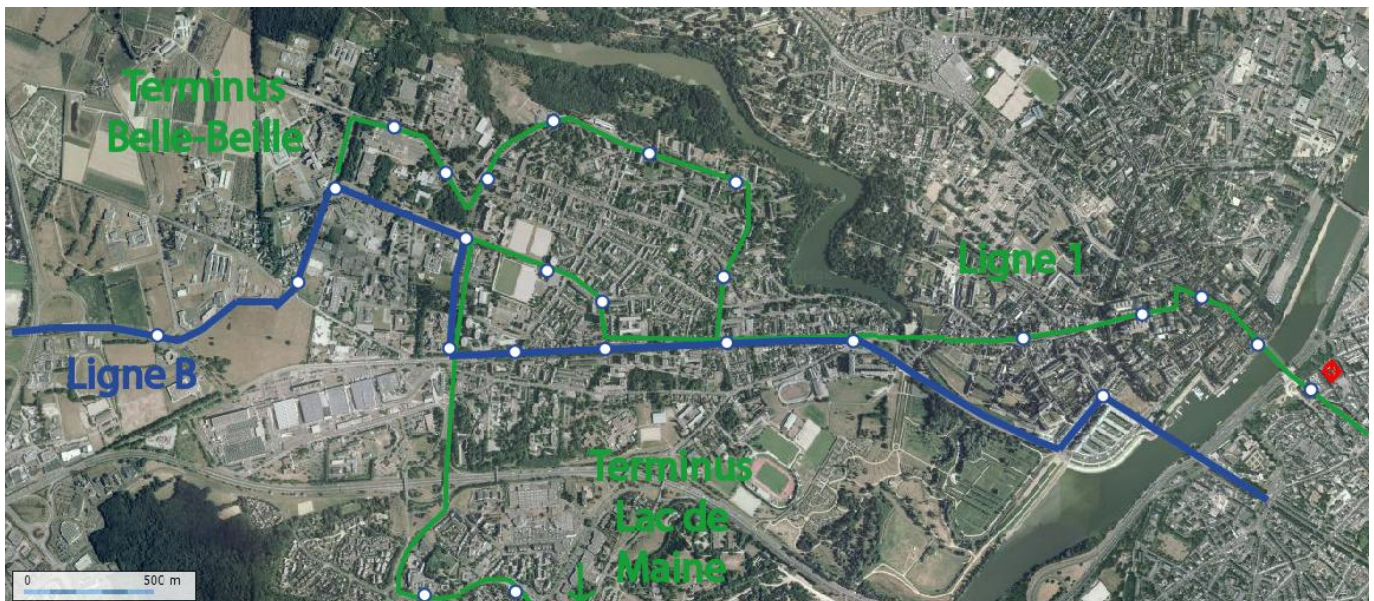 Terminus
Belle-Beille
Ligne 1
Ligne B
Terminus
Lac de
Maine
0 500 m